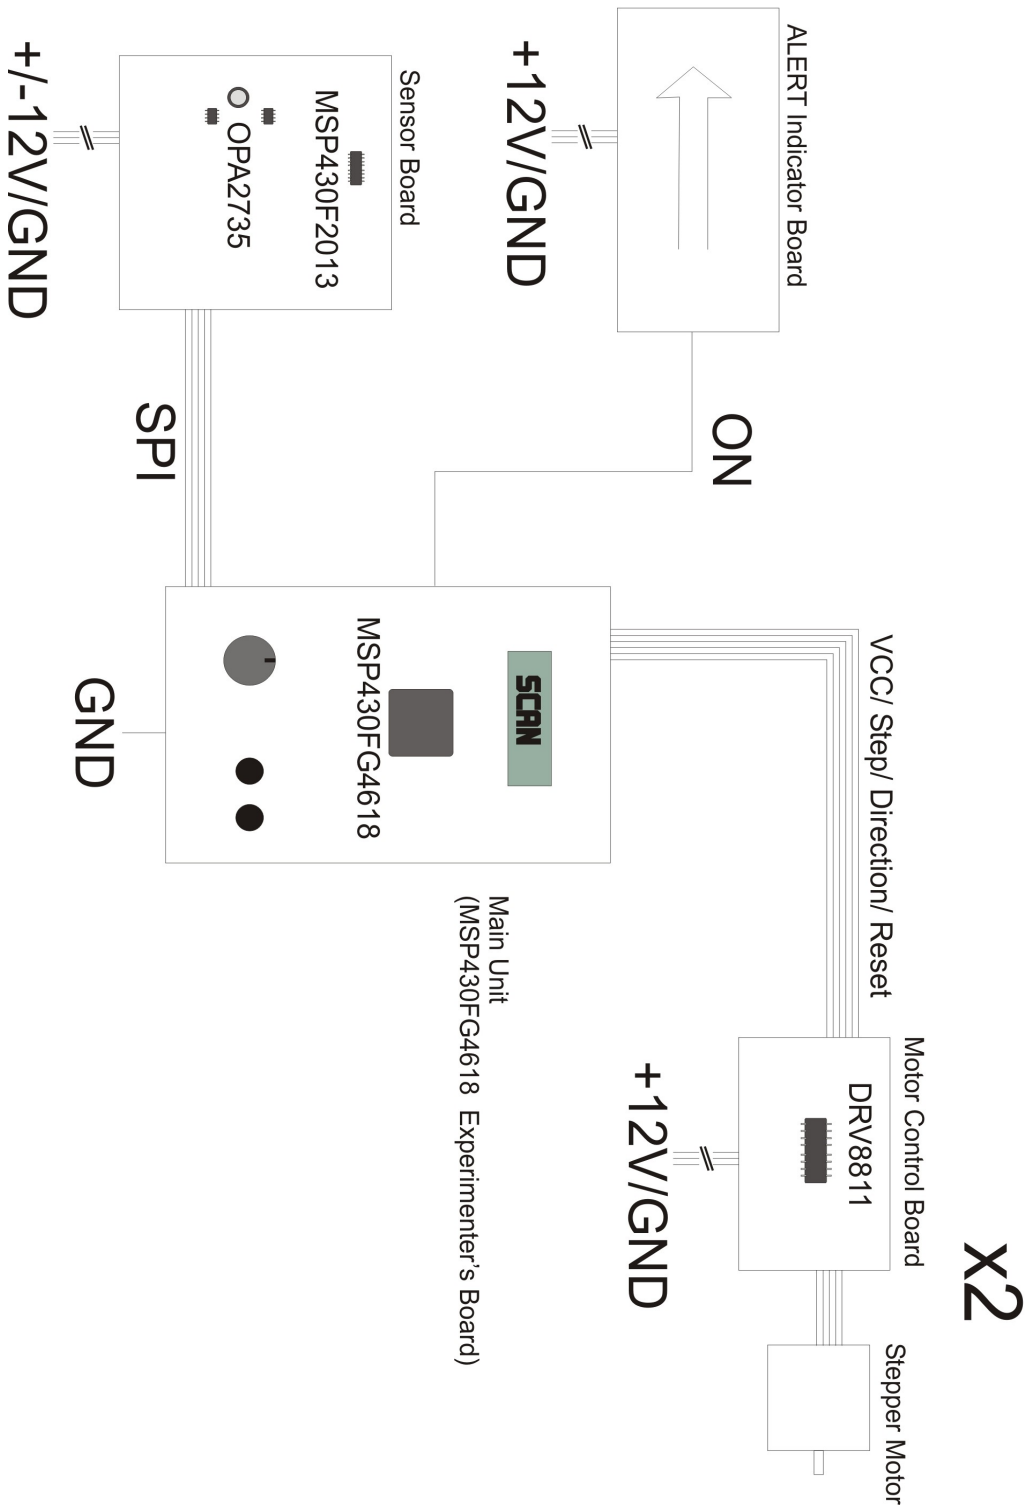 x2
VCC/ Step/ Direction/ Reset
Motor Control Board
Stepper Motor
DRV8811
+12V/GND
ALERT Indicator Board
ON
+12V/GND
SCAN
MSP430FG4618
Main Unit
(MSP430FG4618 Experimenter's Board)
Sensor Board
MSP430F2013
OPA2735
SPI
GND
+/-12V/GND